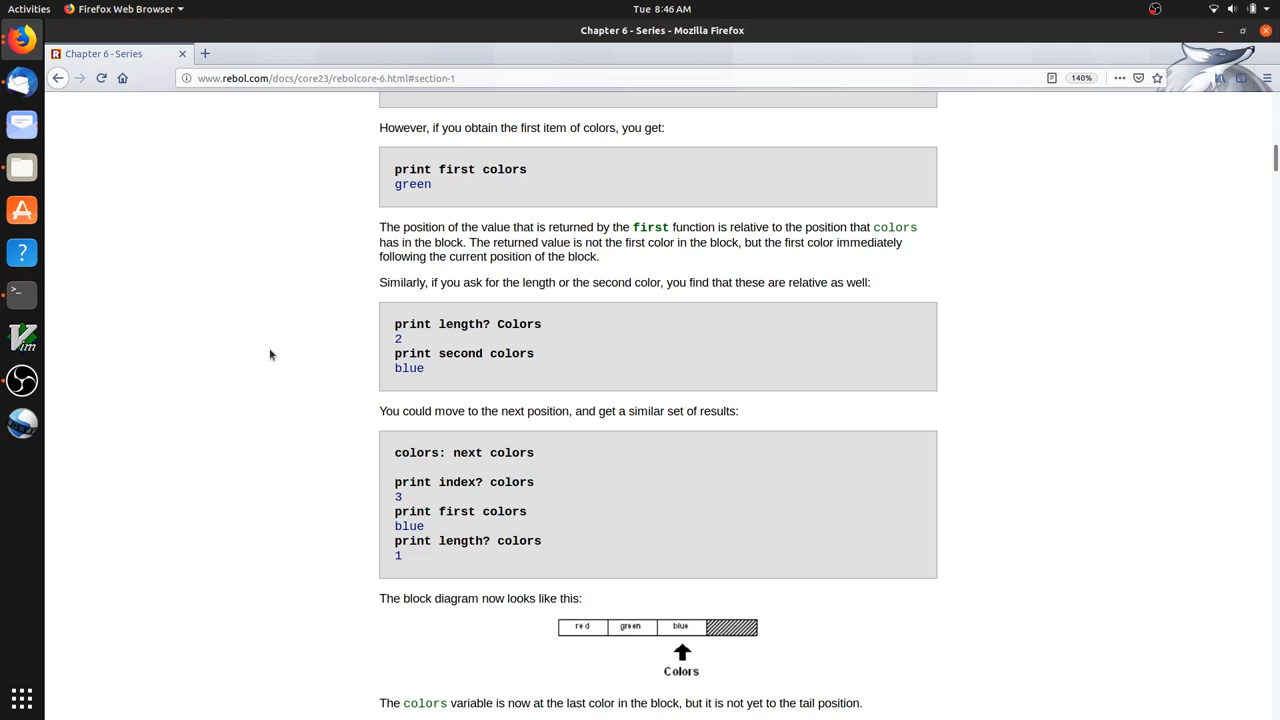 Activities
Firefox Web Browser
Tue 8:46 AM
Chapter 6 - Series - Mozilla Firefox
Chapter 6 - Series
www.rebol.com/docs/core23/rebolcore-6.html#section-1
140%
However, if you obtain the first item of colors, you get:
print first colors
green
The position of the value that is returned by the first function is relative to the position that colors
has in the block. The returned value is not the first color in the block, but the first color immediately
following the current position of the block.
Similarly, if you ask for the length or the second color, you find that these are relative as well:
print length? Colors
2
print second colors
blue
You could move to the next position, and get a similar set of results:
colors: next colors
print index? colors
3
print first colors
blue
print length? colors
1
The block diagram now looks like this:
red green blue
Colors
The colors variable is now at the last color in the block, but it is not yet to the tail position.